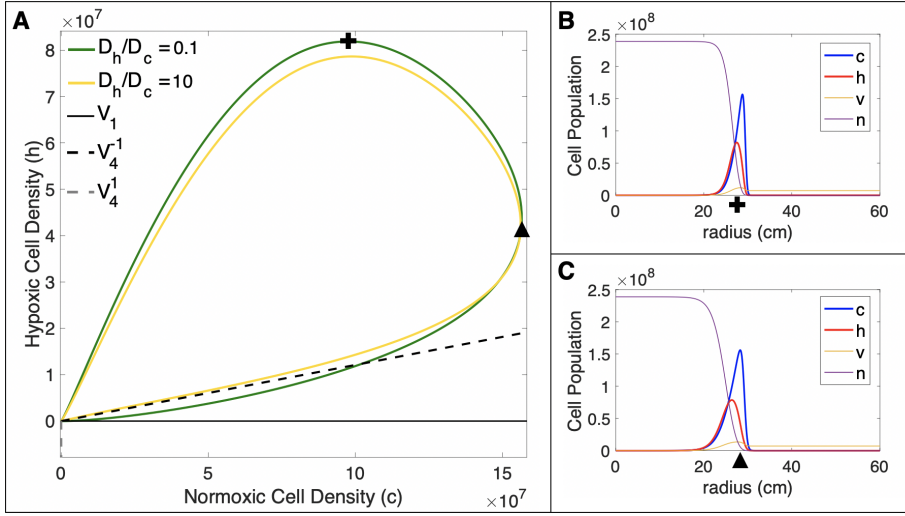 A
×10⁷
D_h/D_c = 0.1
D_h/D_c = 10
V_1
V_4^-1
V_4^1
8
7
6
5
4
3
2
1
0
0
5
10
15
×10⁷
Hypoxic Cell Density (h)
Normoxic Cell Density (c)
B
×10⁸
2.5
2
1.5
1
0.5
0
0
20
40
60
Cell Population
radius (cm)
c
h
v
n
C
×10⁸
2.5
2
1.5
1
0.5
0
0
20
40
60
Cell Population
radius (cm)
c
h
v
n